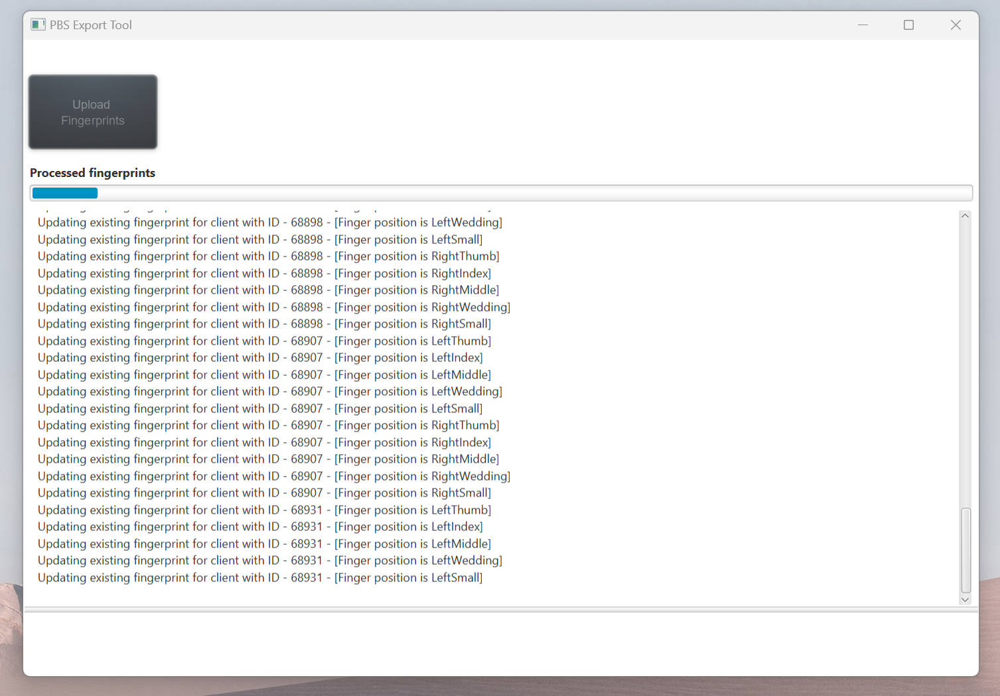 PBS Export Tool
Upload
Fingerprints
Processed fingerprints
Updating existing fingerprint for client with ID - 68898 - [Finger position is LeftWedding]
Updating existing fingerprint for client with ID - 68898 - [Finger position is LeftSmall]
Updating existing fingerprint for client with ID - 68898 - [Finger position is RightThumb]
Updating existing fingerprint for client with ID - 68898 - [Finger position is RightIndex]
Updating existing fingerprint for client with ID - 68898 - [Finger position is RightMiddle]
Updating existing fingerprint for client with ID - 68898 - [Finger position is RightWedding]
Updating existing fingerprint for client with ID - 68898 - [Finger position is RightSmall]
Updating existing fingerprint for client with ID - 68907 - [Finger position is LeftThumb]
Updating existing fingerprint for client with ID - 68907 - [Finger position is LeftIndex]
Updating existing fingerprint for client with ID - 68907 - [Finger position is LeftMiddle]
Updating existing fingerprint for client with ID - 68907 - [Finger position is LeftWedding]
Updating existing fingerprint for client with ID - 68907 - [Finger position is LeftSmall]
Updating existing fingerprint for client with ID - 68907 - [Finger position is RightThumb]
Updating existing fingerprint for client with ID - 68907 - [Finger position is RightIndex]
Updating existing fingerprint for client with ID - 68907 - [Finger position is RightMiddle]
Updating existing fingerprint for client with ID - 68907 - [Finger position is RightWedding]
Updating existing fingerprint for client with ID - 68907 - [Finger position is RightSmall]
Updating existing fingerprint for client with ID - 68931 - [Finger position is LeftThumb]
Updating existing fingerprint for client with ID - 68931 - [Finger position is LeftIndex]
Updating existing fingerprint for client with ID - 68931 - [Finger position is LeftMiddle]
Updating existing fingerprint for client with ID - 68931 - [Finger position is LeftWedding]
Updating existing fingerprint for client with ID - 68931 - [Finger position is LeftSmall]